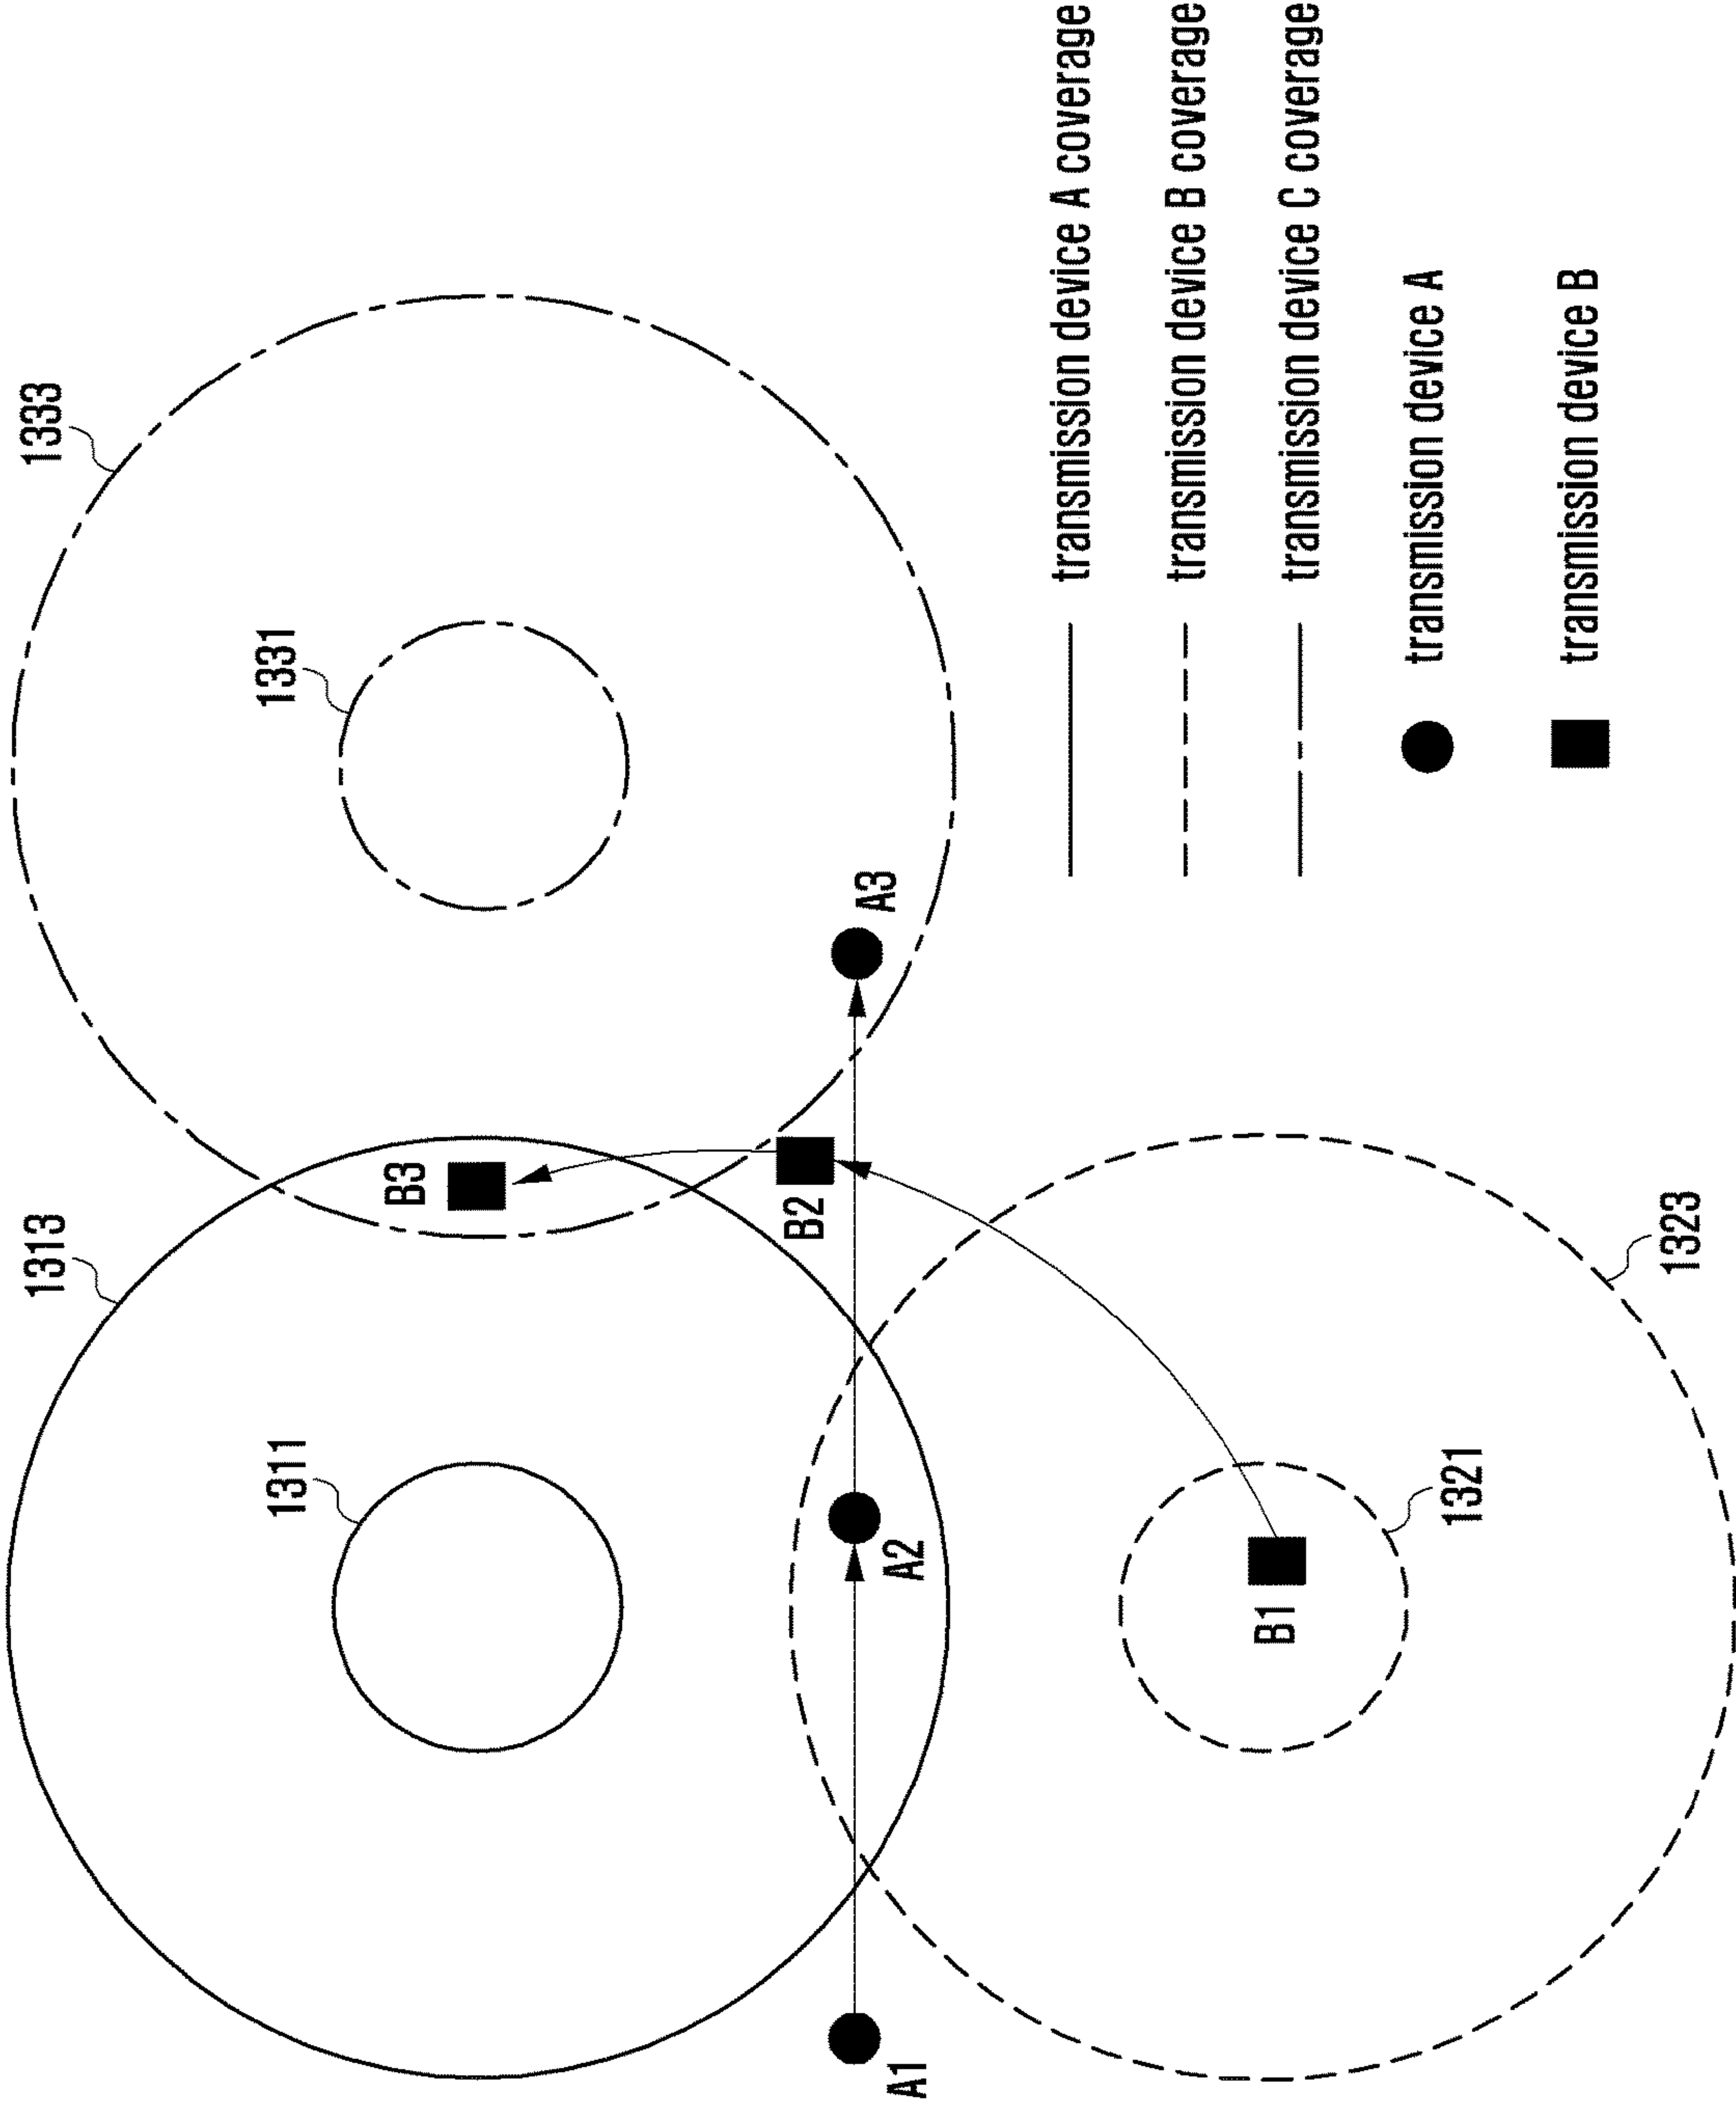 1313
1333
1311
1331
B3
B2
A1
A2
A3
B1
1321
1323
transmission device A coverage
transmission device B coverage
transmission device C coverage
transmission device A
transmission device B